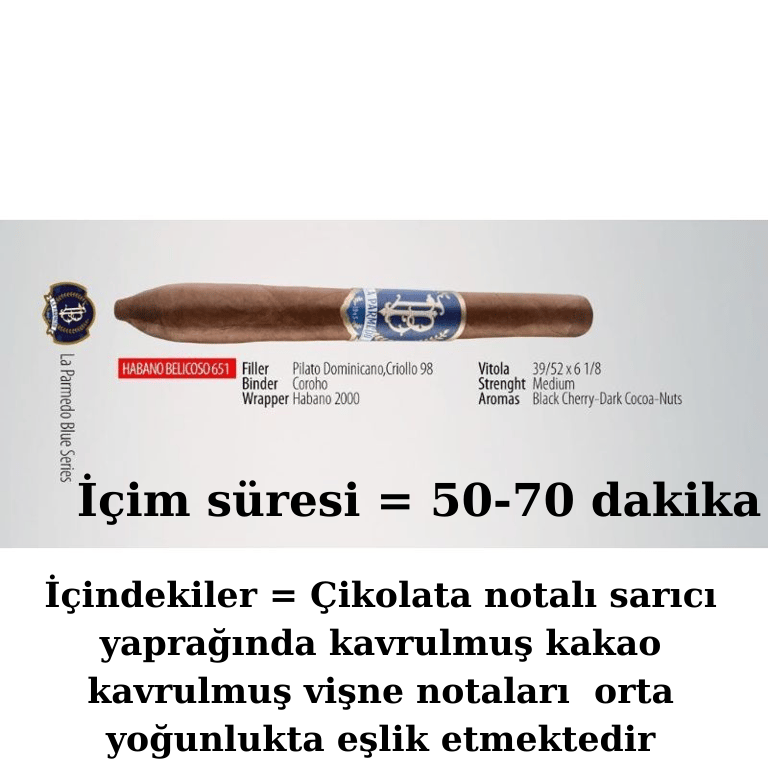 HABANO BELICOSO 651
Filler Pilato Dominicano,Criollo 98
Binder Coroho
Wrapper Habano 2000
Vitola 39/52 x 6 1/8
Strenght Medium
Aromas Black Cherry-Dark Cocoa-Nuts
La Parmedo Blue Series
İçim süresi = 50-70 dakika
İçindekiler = Çikolata notalı sarıcı
yaprağında kavrulmuş kakao
kavrulmuş vişne notaları orta
yoğunlukta eşlik etmektedir